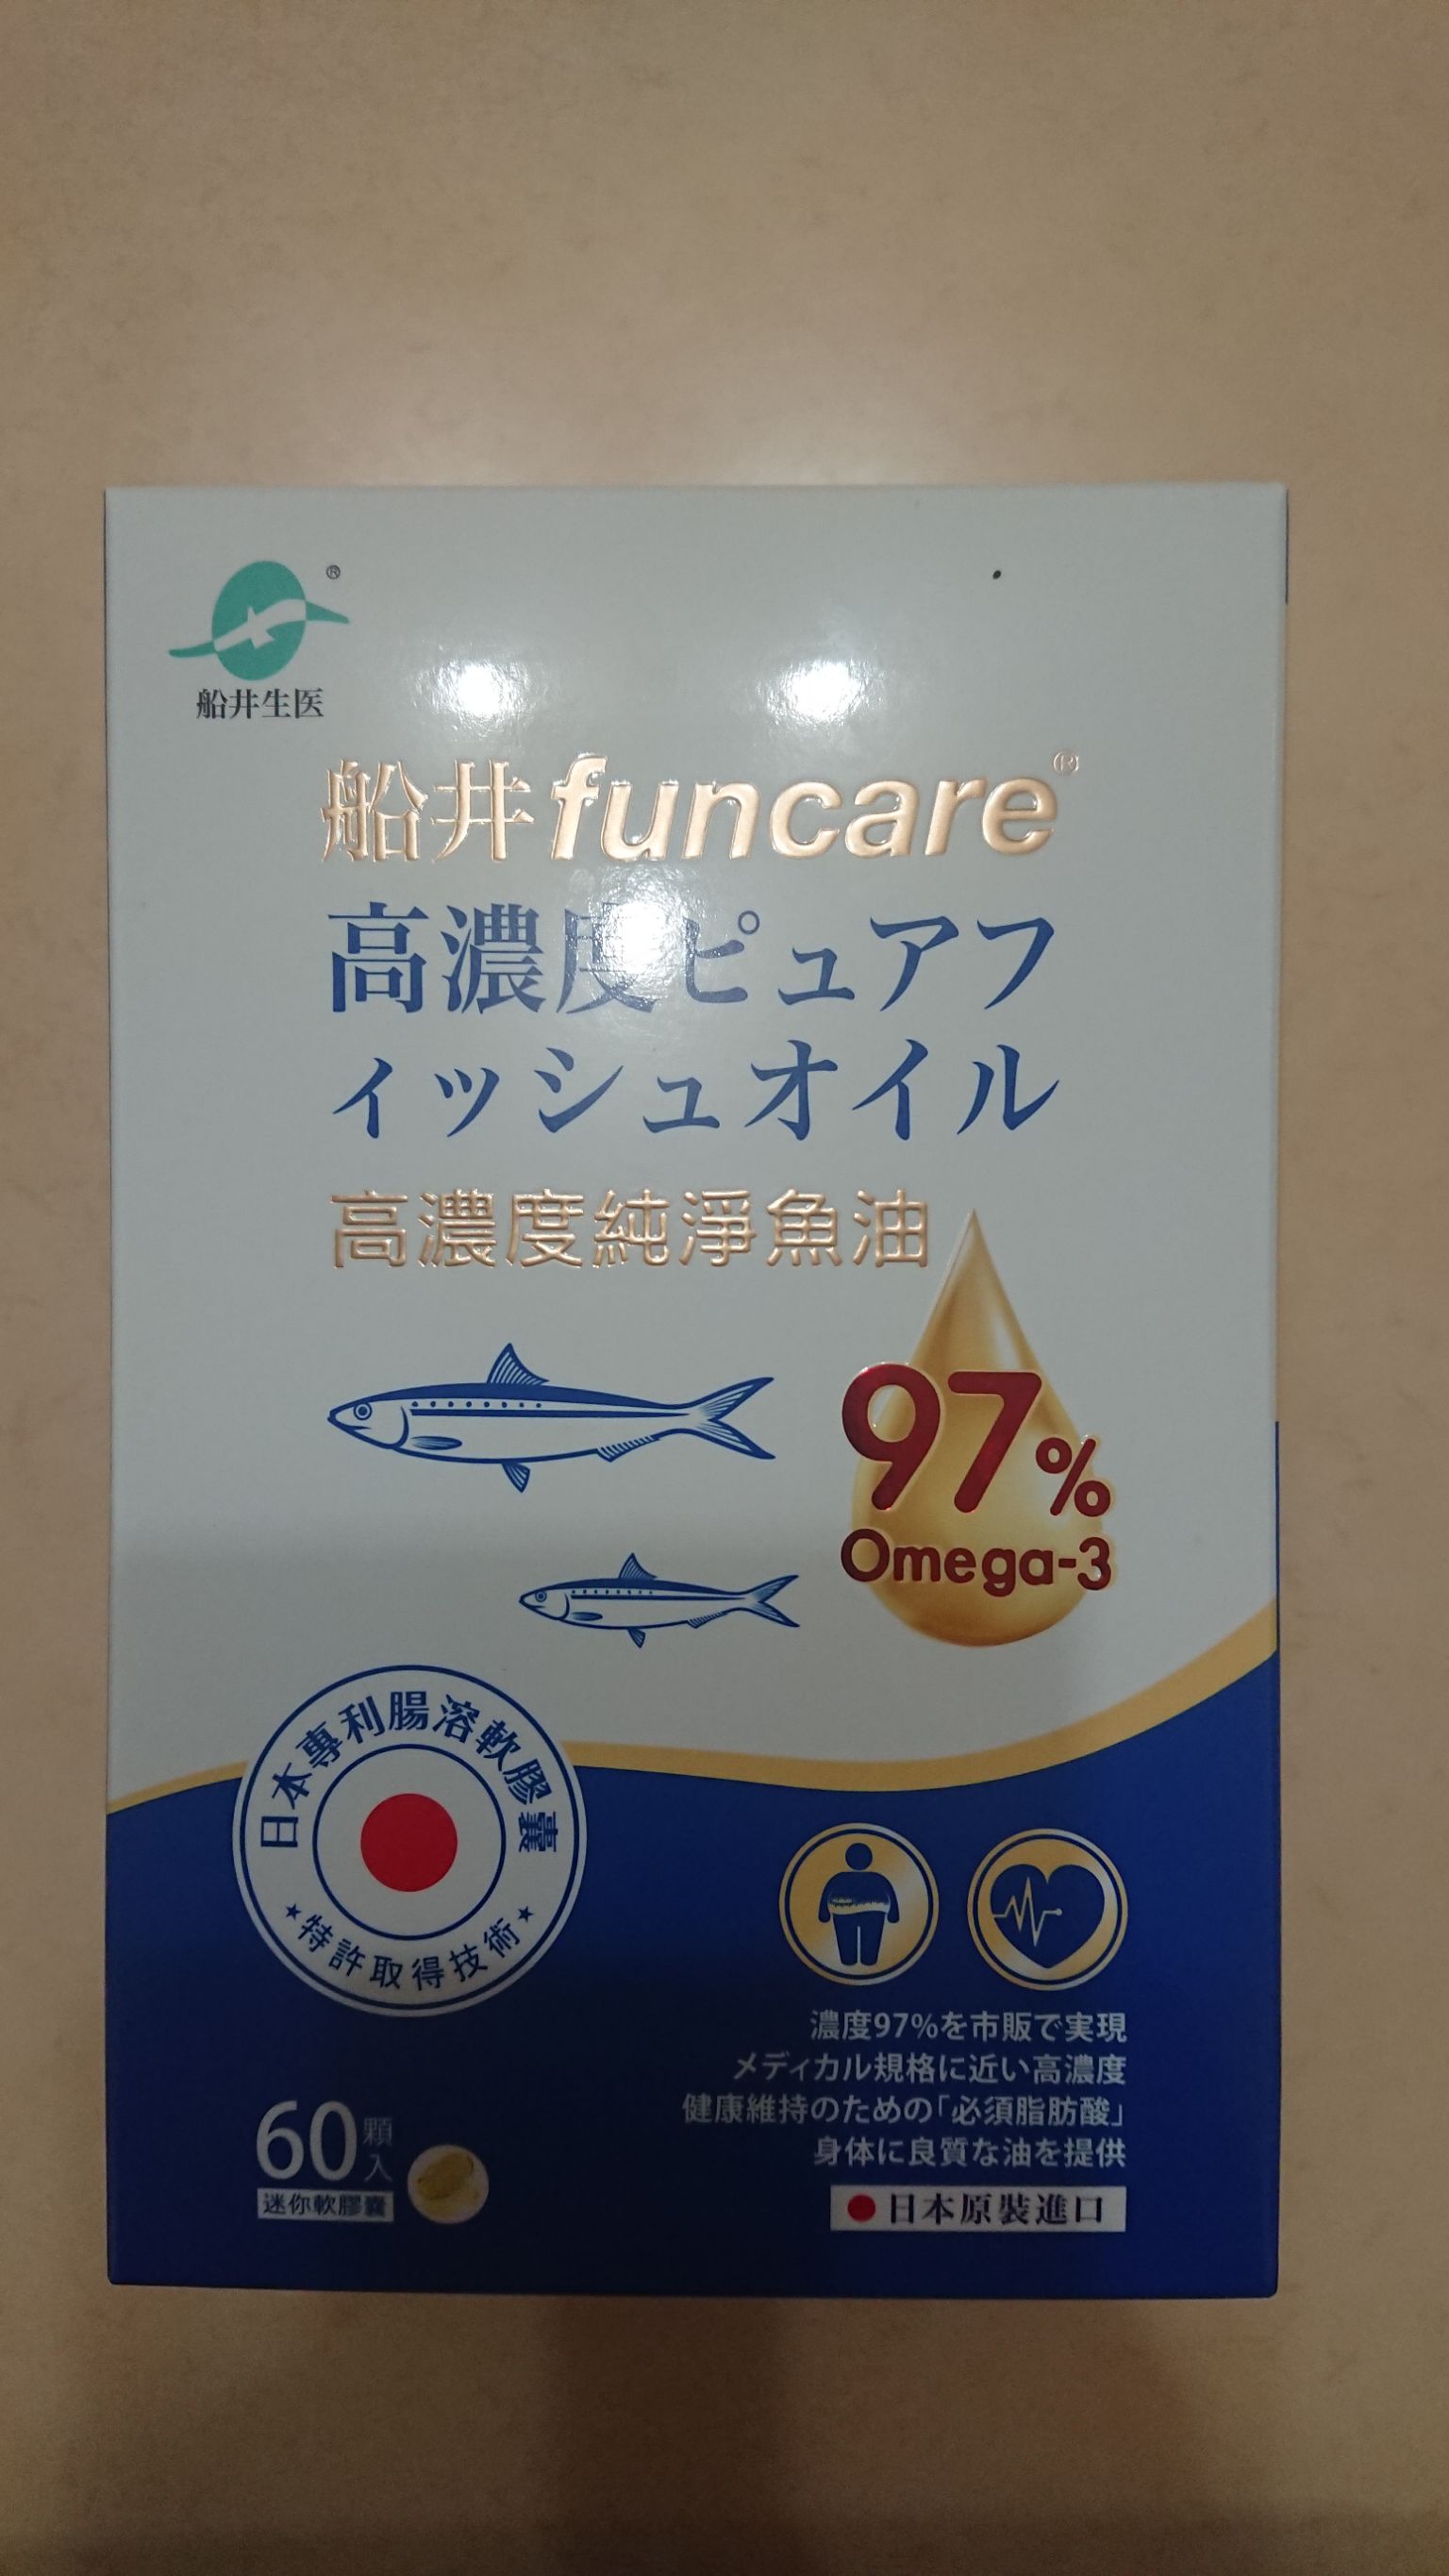 ®
船井生医
船井funcare®
高濃度ピュアフ
ィッシュオイル
高濃度純淨魚油
97%
Omega-3
日本專利腸溶軟膠囊
★特許取得技術★
濃度97%を市販で実現
メディカル規格に近い高濃度
健康維持のための「必須脂肪酸」
身体に良質な油を提供
60顆入
迷你軟膠囊
日本原裝進口